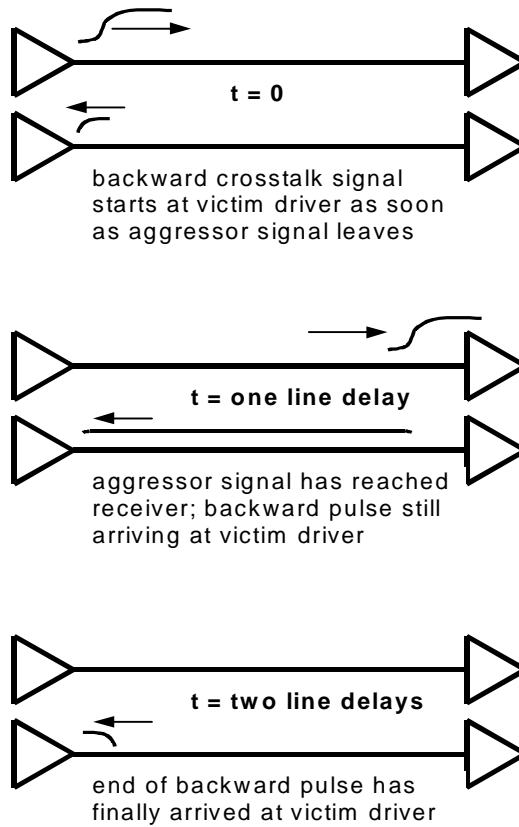 t = 0
backward crosstalk signal
starts at victim driver as soon
as aggressor signal leaves
t = one line delay
aggressor signal has reached
receiver; backward pulse still
arriving at victim driver
t = two line delays
end of backward pulse has
finally arrived at victim driver